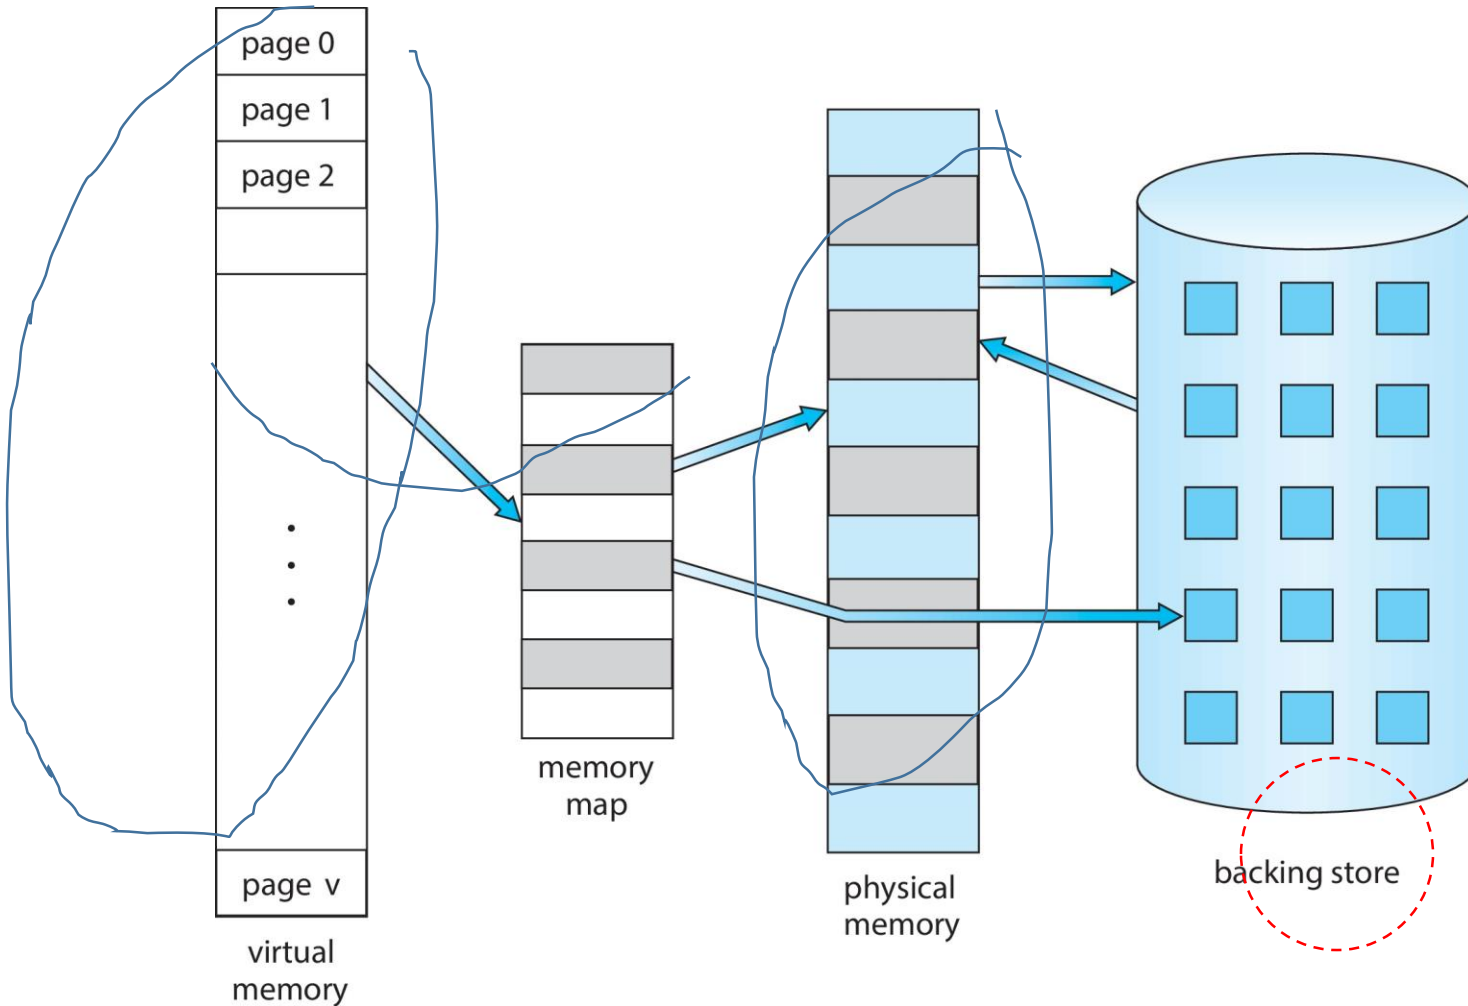 page 0
page 1
page 2
page v
virtual
memory
memory
map
physical
memory
backing store